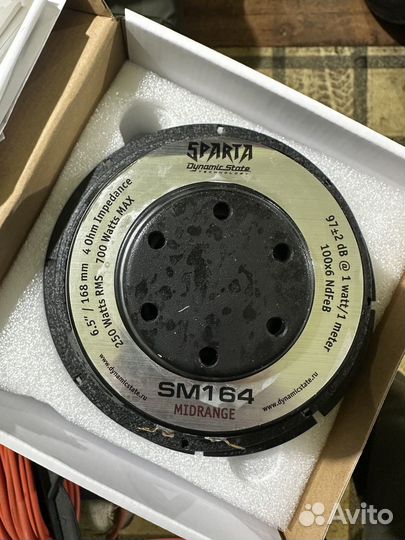 SPARTA
Dynamic State
TECHNOLOGY
6,5" / 168 mm 4 Ohm Impedance
250 Watts RMS - 700 Watts MAX
97±2 dB @ 1 watt/1 meter
100x6 NdFeB
www.dynamicstate.ru
www.dynamicstate.ru
SM164
MIDRANGE
Avito